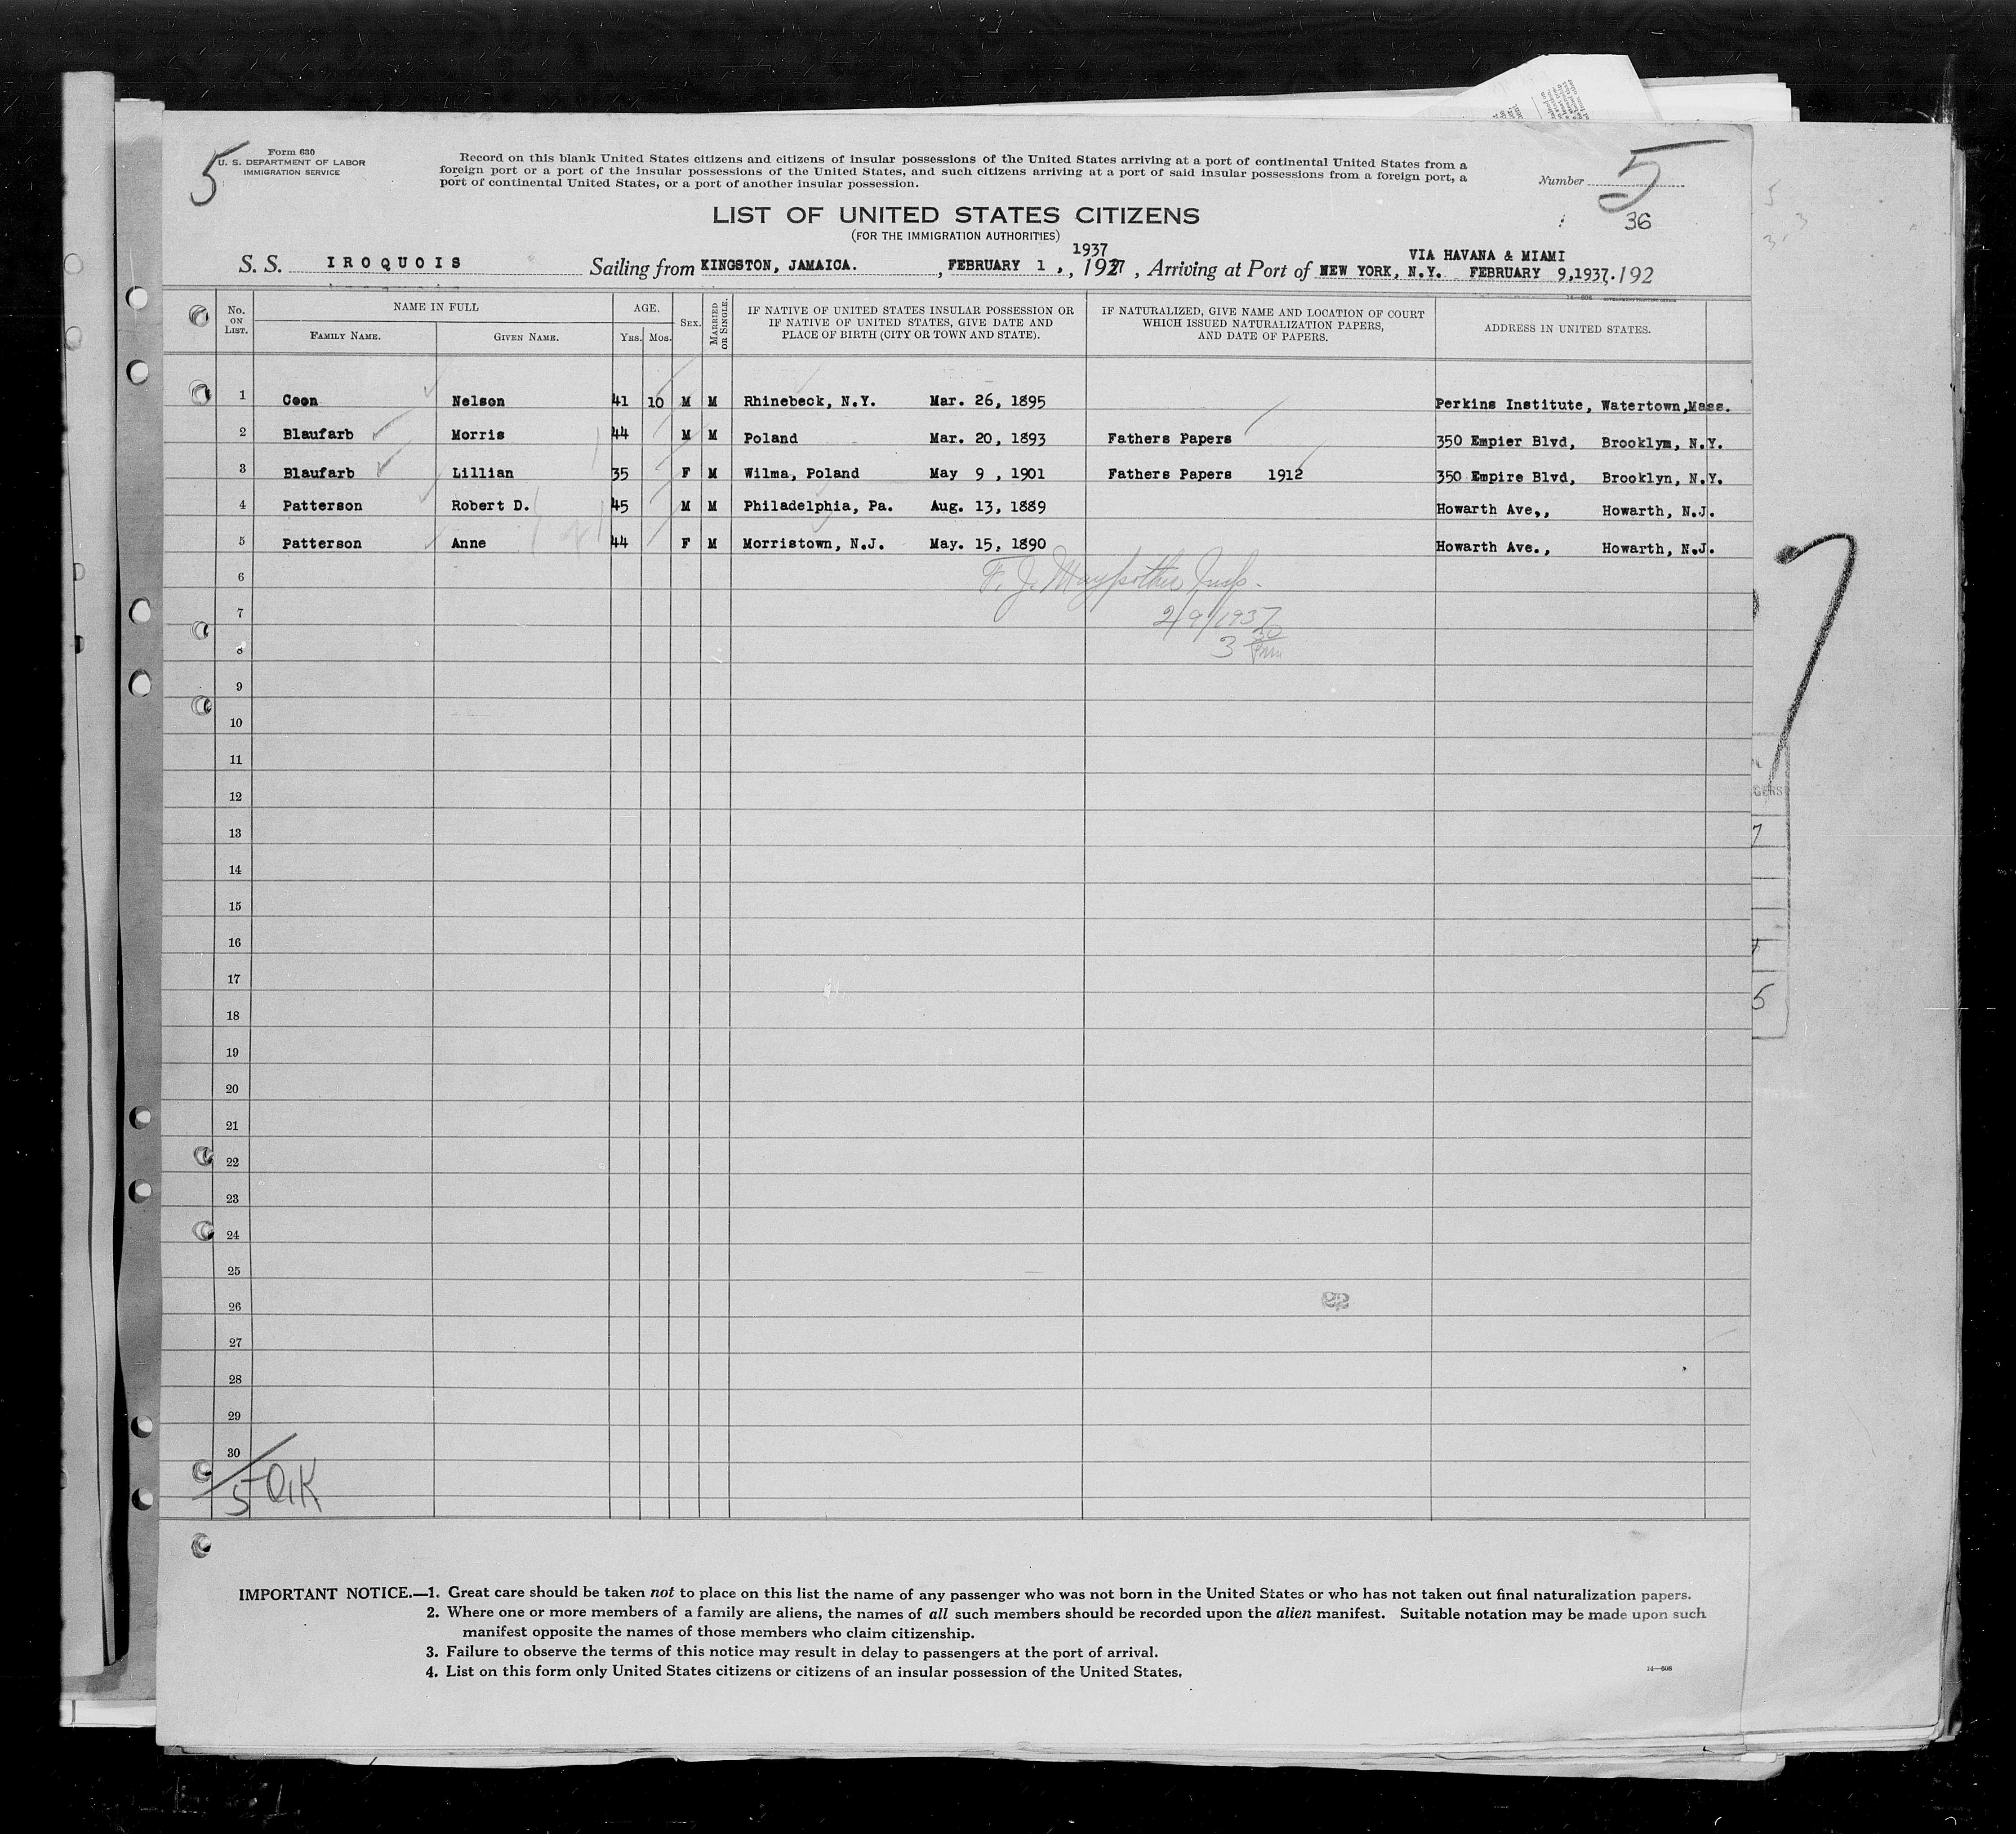 5
Form 630
U. S. DEPARTMENT OF LABOR
IMMIGRATION SERVICE
Record on this blank United States citizens and citizens of insular possessions of the United States arriving at a port of continental United States from a
foreign port or a port of the insular possessions of the United States, and such citizens arriving at a port of said insular possessions from a foreign port, a
port of continental United States, or a port of another insular possession.
Number 5
36
LIST OF UNITED STATES CITIZENS
(FOR THE IMMIGRATION AUTHORITIES)
1937
VIA HAVANA & MIAMI
S. S. IROQUOIS Sailing from KINGSTON, JAMAICA. , FEBRUARY 1 , , 1927 , Arriving at Port of NEW YORK, N.Y. FEBRUARY 9,1937. 192
No. ON LIST. NAME IN FULL AGE. SEX. MARRIED OR SINGLE. IF NATIVE OF UNITED STATES INSULAR POSSESSION OR IF NATIVE OF UNITED STATES, GIVE DATE AND PLACE OF BIRTH (CITY OR TOWN AND STATE). IF NATURALIZED, GIVE NAME AND LOCATION OF COURT WHICH ISSUED NATURALIZATION PAPERS, AND DATE OF PAPERS. ADDRESS IN UNITED STATES.
FAMILY NAME. GIVEN NAME. YRS. MOS.
1 Coon Nelson 41 10 M M Rhinebeck, N.Y. Mar. 26, 1895 Perkins Institute, Watertown,Mass.
2 Blaufarb Morris 44 M M Poland Mar. 20, 1893 Fathers Papers 350 Empier Blvd, Brooklyn, N.Y.
3 Blaufarb Lillian 35 F M Wilma, Poland May 9 , 1901 Fathers Papers 1912 350 Empire Blvd, Brooklyn, N.Y.
4 Patterson Robert D. 45 M M Philadelphia, Pa. Aug. 13, 1889 Howarth Ave,, Howarth, N.J.
5 Patterson Anne 44 F M Morristown, N.J. May. 15, 1890 Howarth Ave., Howarth, N.J.
6
7
2/9/1937
8
3 30 pm
9
10
11
12
13
14
15
16
17
18
19
20
21
22
23
24
25
26
27
28
29
30
5 O.K
IMPORTANT NOTICE.—1. Great care should be taken not to place on this list the name of any passenger who was not born in the United States or who has not taken out final naturalization papers.
2. Where one or more members of a family are aliens, the names of all such members should be recorded upon the alien manifest. Suitable notation may be made upon such
manifest opposite the names of those members who claim citizenship.
3. Failure to observe the terms of this notice may result in delay to passengers at the port of arrival.
4. List on this form only United States citizens or citizens of an insular possession of the United States.
14—608